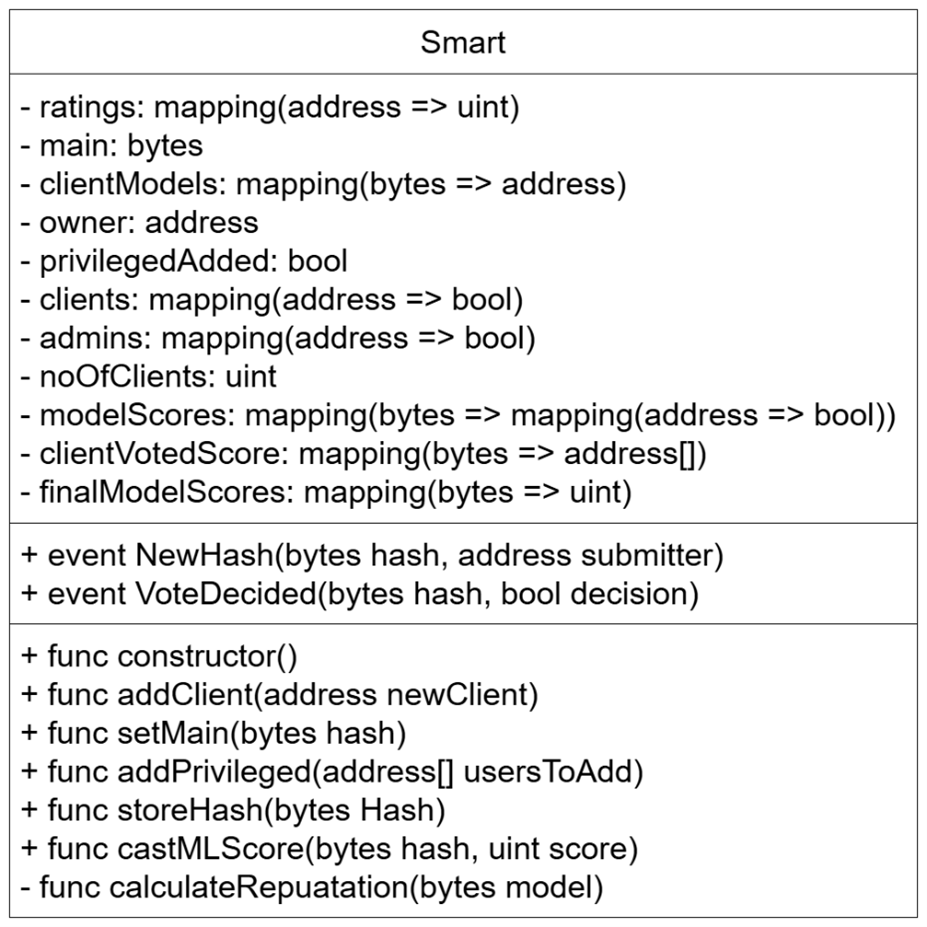 Smart
- ratings: mapping(address => uint)
- main: bytes
- clientModels: mapping(bytes => address)
- owner: address
- privilegedAdded: bool
- clients: mapping(address => bool)
- admins: mapping(address => bool)
- noOfClients: uint
- modelScores: mapping(bytes => mapping(address => bool))
- clientVotedScore: mapping(bytes => address[])
- finalModelScores: mapping(bytes => uint)
+ event NewHash(bytes hash, address submitter)
+ event VoteDecided(bytes hash, bool decision)
+ func constructor()
+ func addClient(address newClient)
+ func setMain(bytes hash)
+ func addPrivileged(address[] usersToAdd)
+ func storeHash(bytes Hash)
+ func castMLScore(bytes hash, uint score)
- func calculateRepuatation(bytes model)